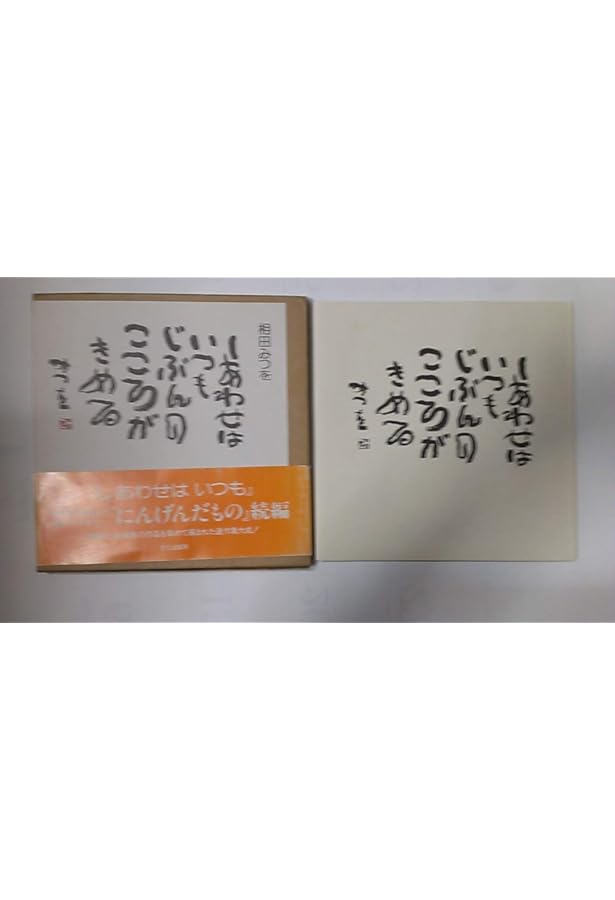 相田みつを
しあわせは
いつも
じぶんの
こころが
きめる
みつを
しあわせは いつも』
『にんげんだもの』続編
しあわせは
いつも
じぶんの
こころが
きめる
みつを